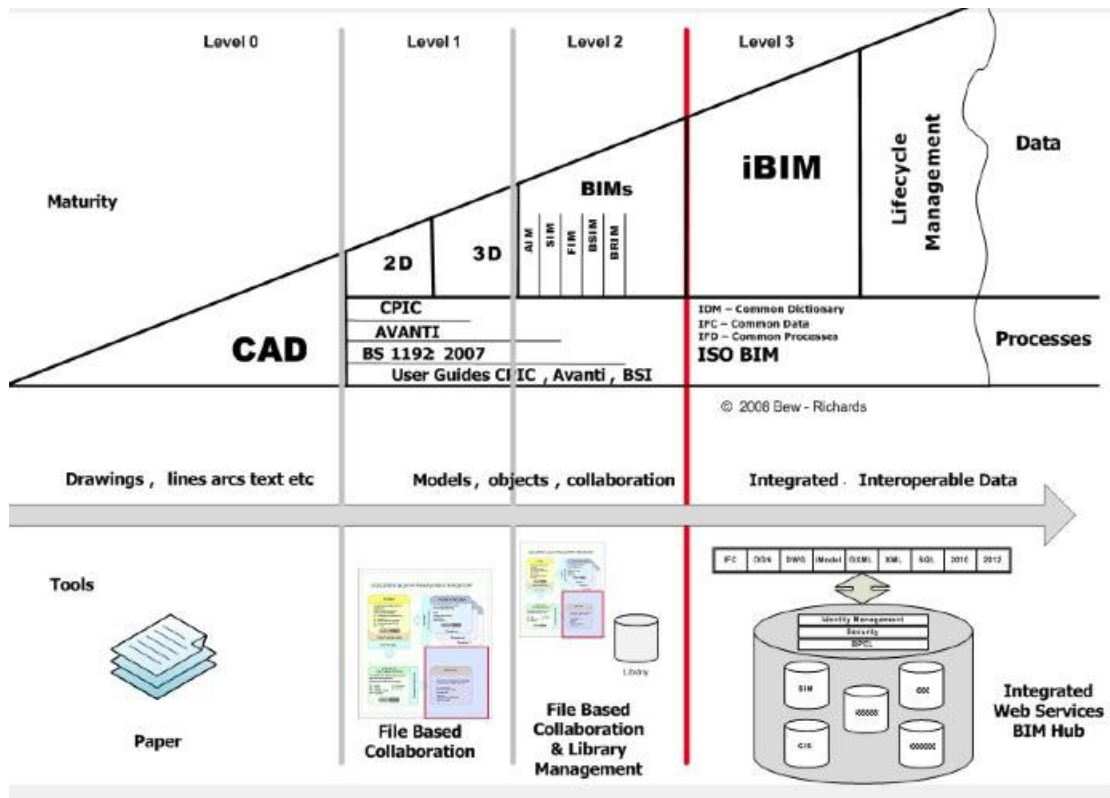 Level 0
Level 1
Level 2
Level 3
Maturity
CAD
2D
3D
BIMs
AIM
SIM
FIM
BSIM
BRIM
iBIM
Lifecycle
Management
Data
CPIC
AVANTI
BS 1192: 2007
User Guides CPIC , Avanti , BSI
IDM – Common Dictionary
IFC – Common Data
IFD – Common Processes
ISO BIM
Processes
© 2008 Bew - Richards
Drawings , lines arcs text etc
Models , objects , collaboration
Integrated , Interoperable Data
Tools
Paper
File Based
Collaboration
Library
File Based
Collaboration
& Library
Management
IFC DGN DWG iModel GXML XML SQL 2010 2012
Identity Management
Security
BIM
GIS
Integrated
Web Services
BIM Hub